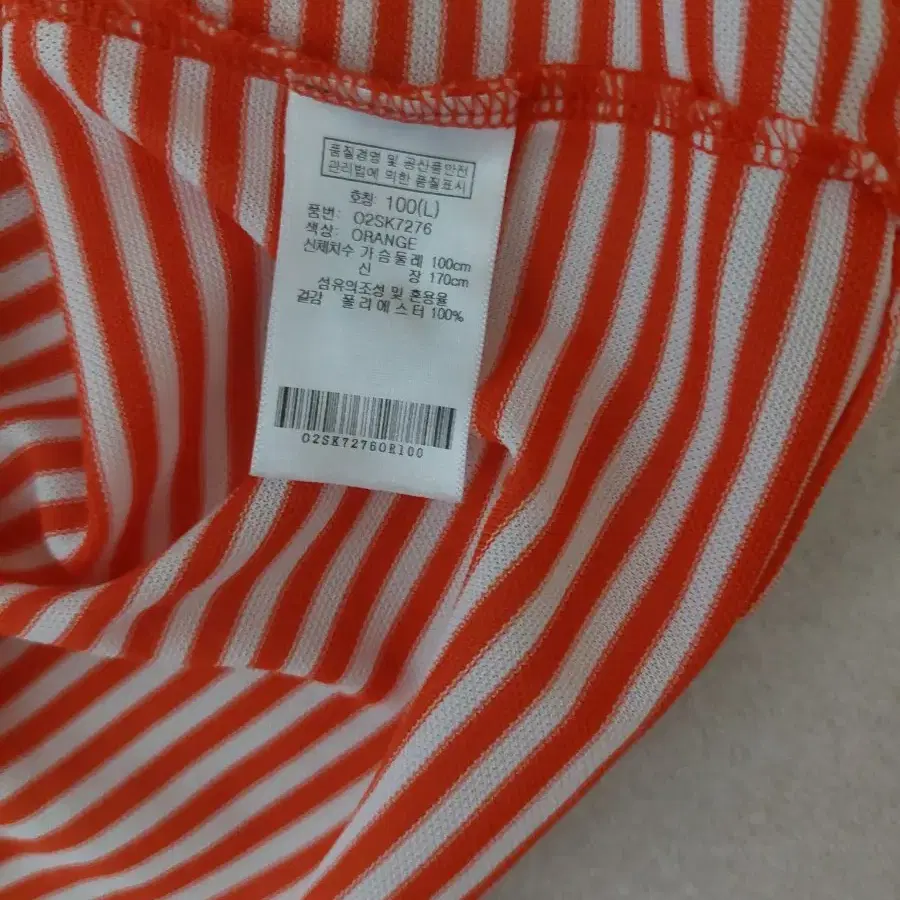 품질경영 및 공산품안전
관리법에 의한 품질표시
호칭: 100(L)
품번: 02SK7276
색상: ORANGE
신체치수 가슴둘레 100cm
신 장 170cm
섬유의조성 및 혼용율
겉감 폴리에스터 100%
02SK7276OR100